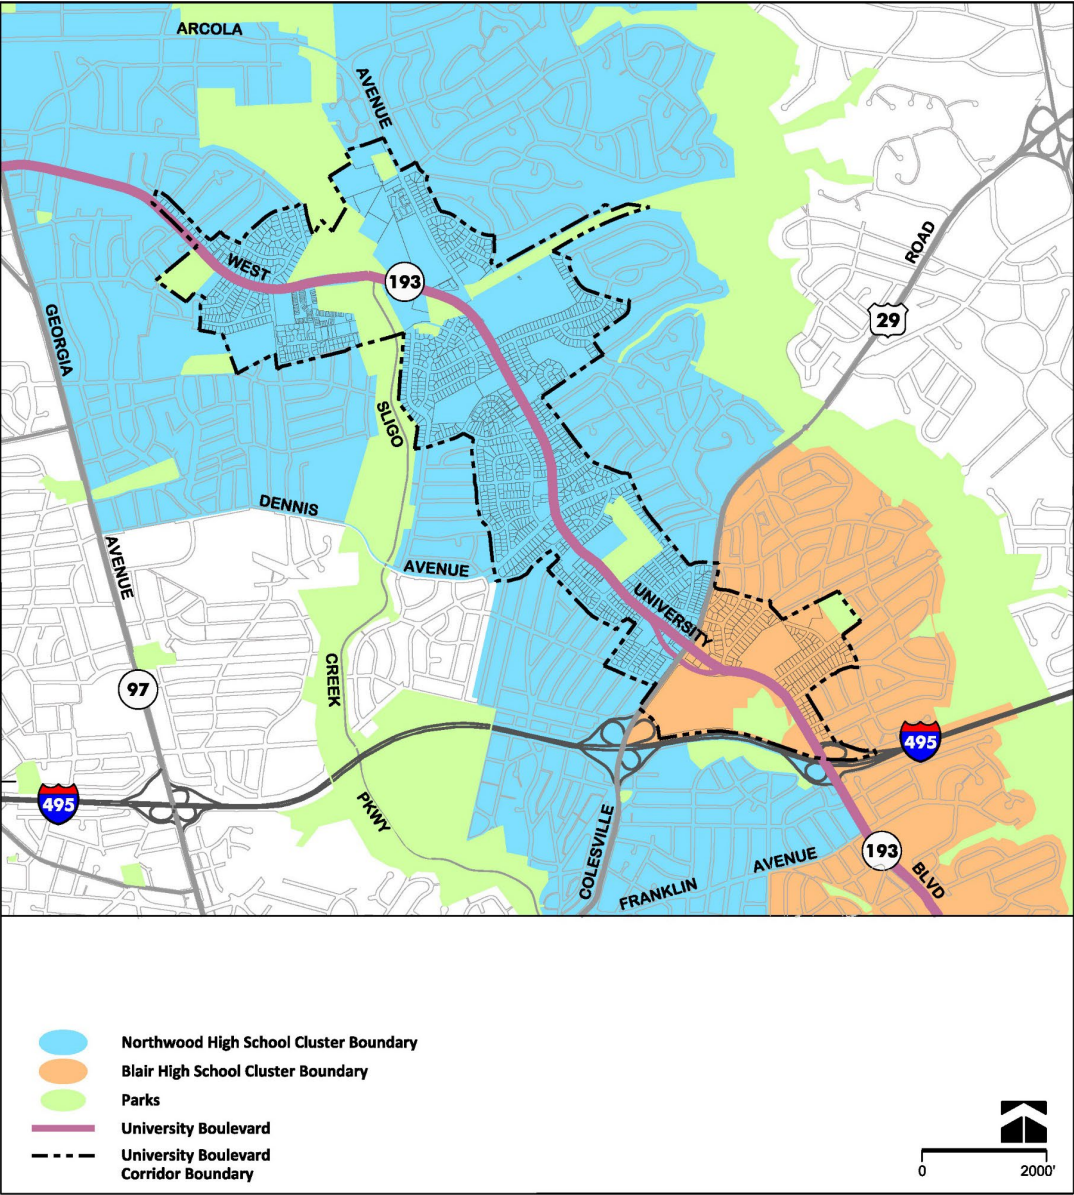 ARCOLA
AVENUE
WEST
193
ROAD
29
GEORGIA
SLIGO
DENNIS
AVENUE
AVENUE
UNIVERSITY
CREEK
97
495
495
PKWY
COLESVILLE
193
AVENUE
FRANKLIN
BLVD
Northwood High School Cluster Boundary
Blair High School Cluster Boundary
Parks
University Boulevard
University Boulevard
Corridor Boundary
0 2000'